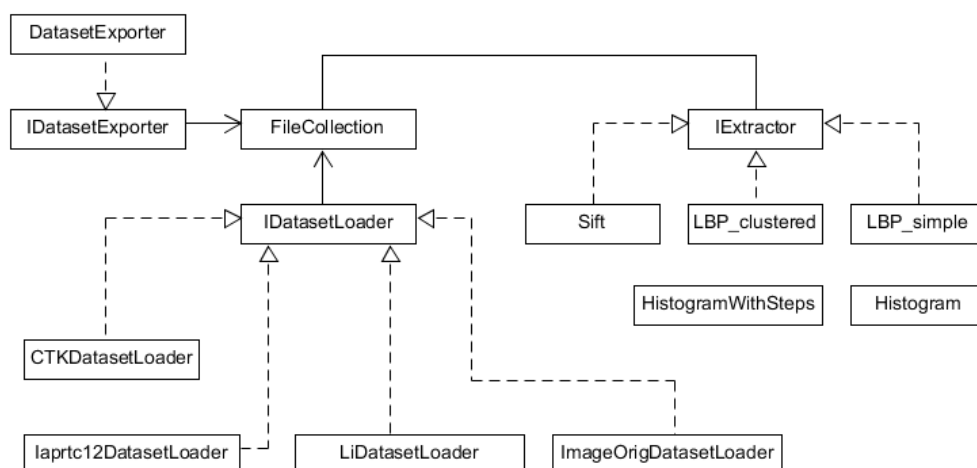 DatasetExporter
IDatasetExporter
FileCollection
IExtractor
IDatasetLoader
Sift
LBP_clustered
LBP_simple
HistogramWithSteps
Histogram
CTKDatasetLoader
Iaprtc12DatasetLoader
LiDatasetLoader
ImageOrigDatasetLoader